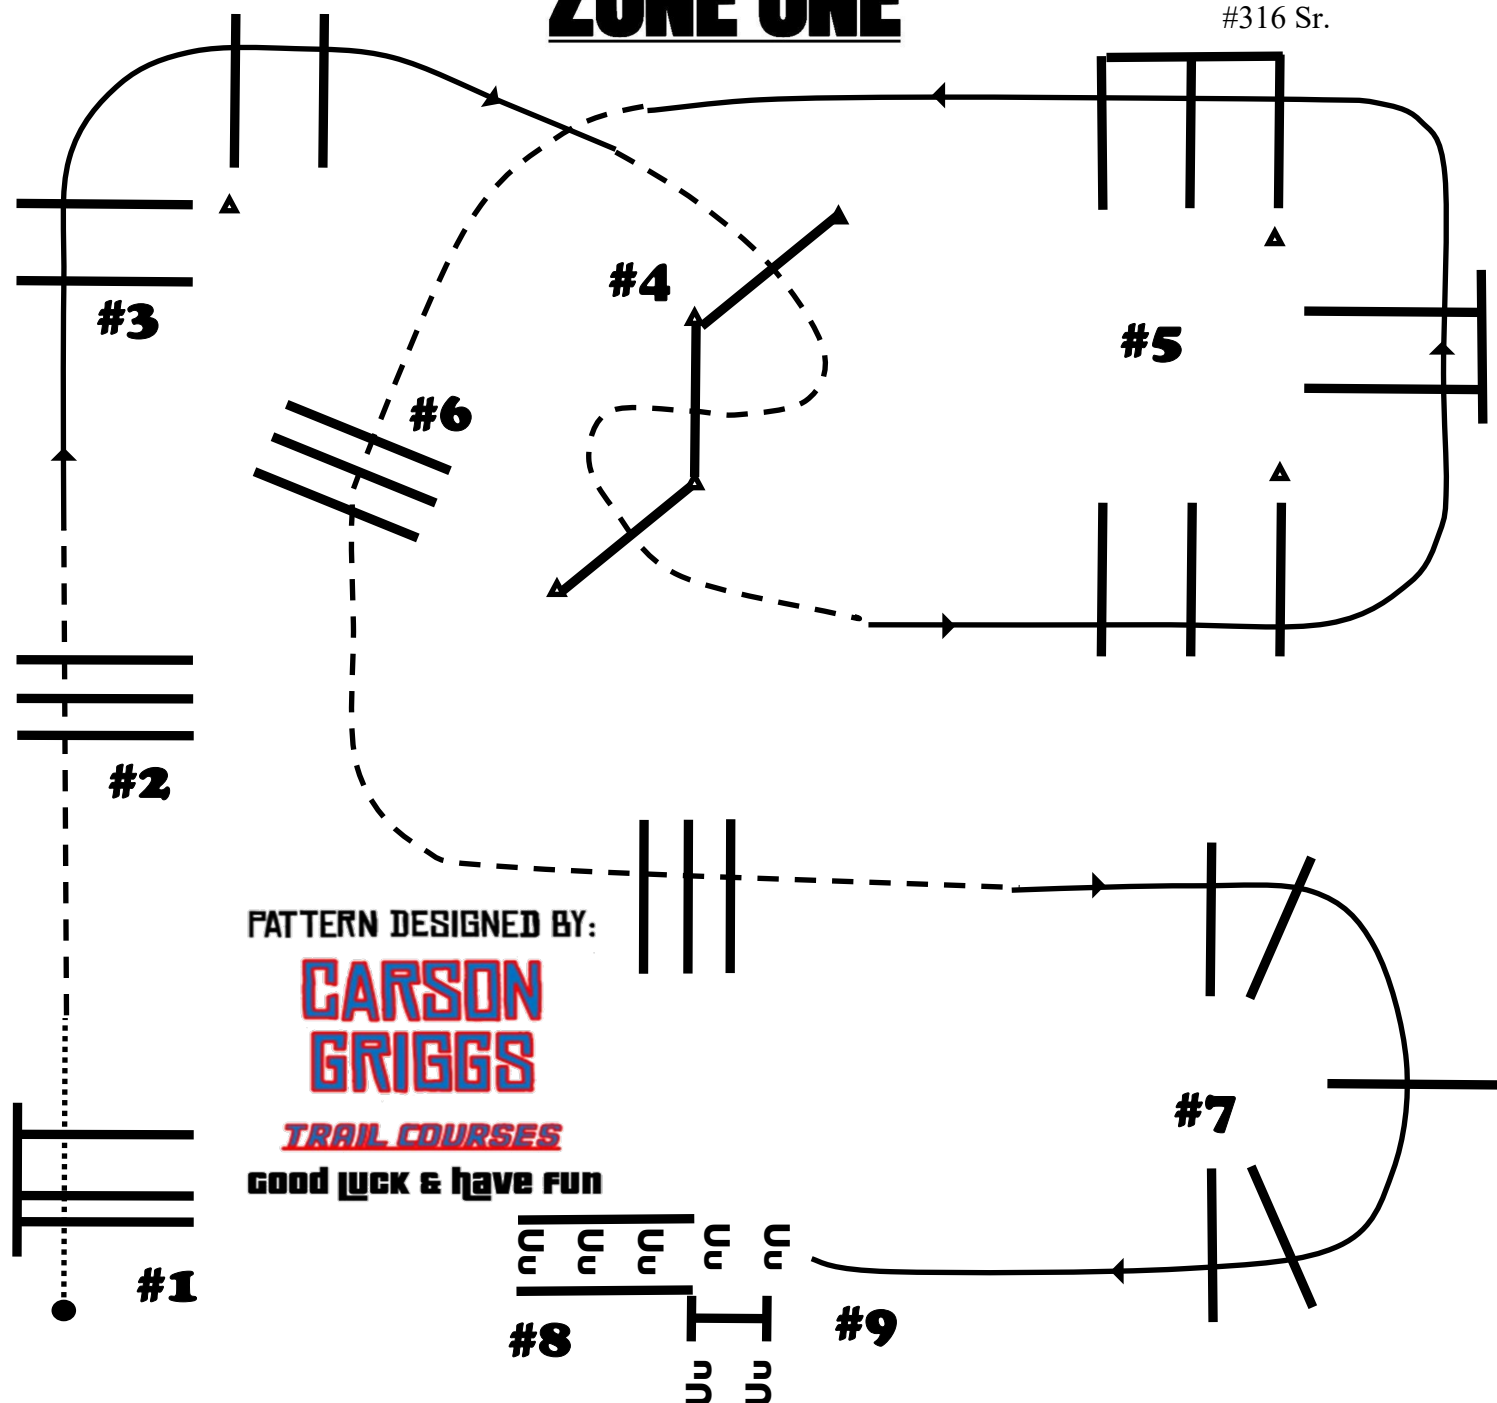 ZONE ONE
#316 Sr.
#4
#3
#5
#6
#2
PATTERN DESIGNED BY:
CARSON
GRIGGS
#7
TRAIL COURSES
GOOD LUCK & HAVE FUN
#1
#9
#8